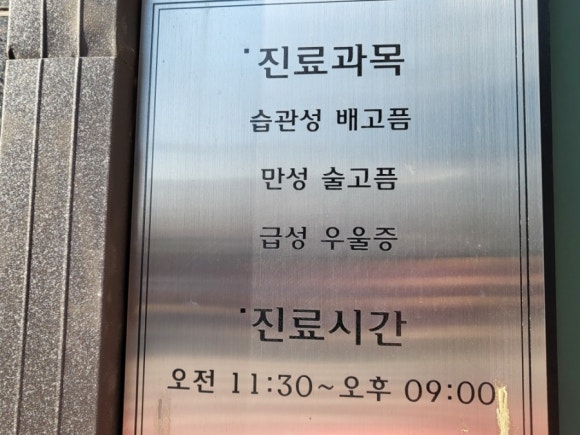 ·진료과목
습관성 배고픔
만성 술고픔
급성 우울증
·진료시간
오전 11:30~오후 09:00